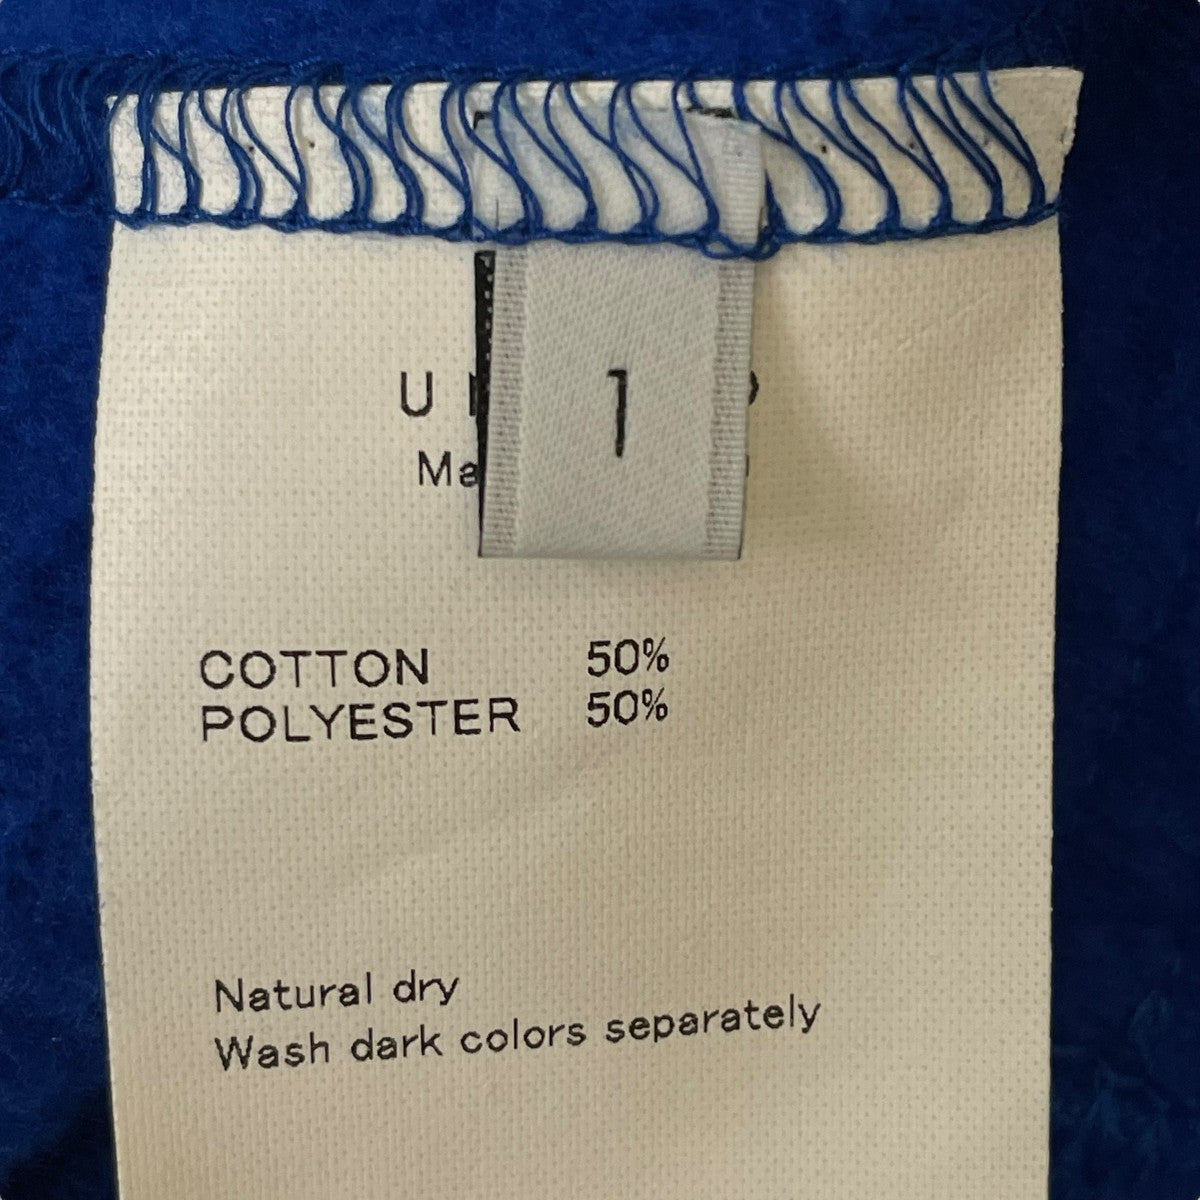 1
COTTON 50%
POLYESTER 50%
Natural dry
Wash dark colors separately